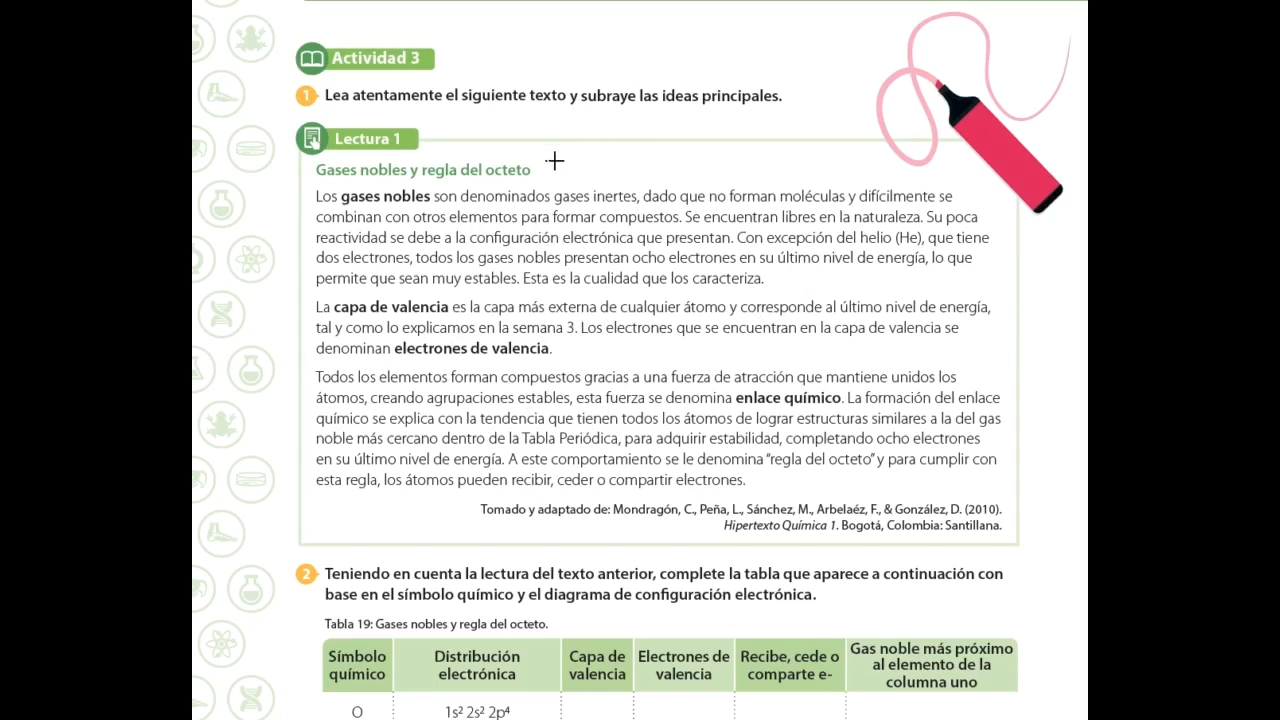 Actividad 3
1 Lea atentamente el siguiente texto y subraye las ideas principales.
Lectura 1
Gases nobles y regla del octeto
Los gases nobles son denominados gases inertes, dado que no forman moléculas y difícilmente se
combinan con otros elementos para formar compuestos. Se encuentran libres en la naturaleza. Su poca
reactividad se debe a la configuración electrónica que presentan. Con excepción del helio (He), que tiene
dos electrones, todos los gases nobles presentan ocho electrones en su último nivel de energía, lo que
permite que sean muy estables. Esta es la cualidad que los caracteriza.
La capa de valencia es la capa más externa de cualquier átomo y corresponde al último nivel de energía,
tal y como lo explicamos en la semana 3. Los electrones que se encuentran en la capa de valencia se
denominan electrones de valencia.
Todos los elementos forman compuestos gracias a una fuerza de atracción que mantiene unidos los
átomos, creando agrupaciones estables, esta fuerza se denomina enlace químico. La formación del enlace
químico se explica con la tendencia que tienen todos los átomos de lograr estructuras similares a la del gas
noble más cercano dentro de la Tabla Periódica, para adquirir estabilidad, completando ocho electrones
en su último nivel de energía. A este comportamiento se le denomina "regla del octeto" y para cumplir con
esta regla, los átomos pueden recibir, ceder o compartir electrones.
Tomado y adaptado de: Mondragón, C., Peña, L., Sánchez, M., Arbelaéz, F., & González, D. (2010).
Hipertexto Química 1. Bogotá, Colombia: Santillana.
2 Teniendo en cuenta la lectura del texto anterior, complete la tabla que aparece a continuación con
base en el símbolo químico y el diagrama de configuración electrónica.
Tabla 19: Gases nobles y regla del octeto.
Símbolo químico
Distribución electrónica
Capa de valencia
Electrones de valencia
Recibe, cede o comparte e-
Gas noble más próximo al elemento de la columna uno
O 1s² 2s² 2p⁴